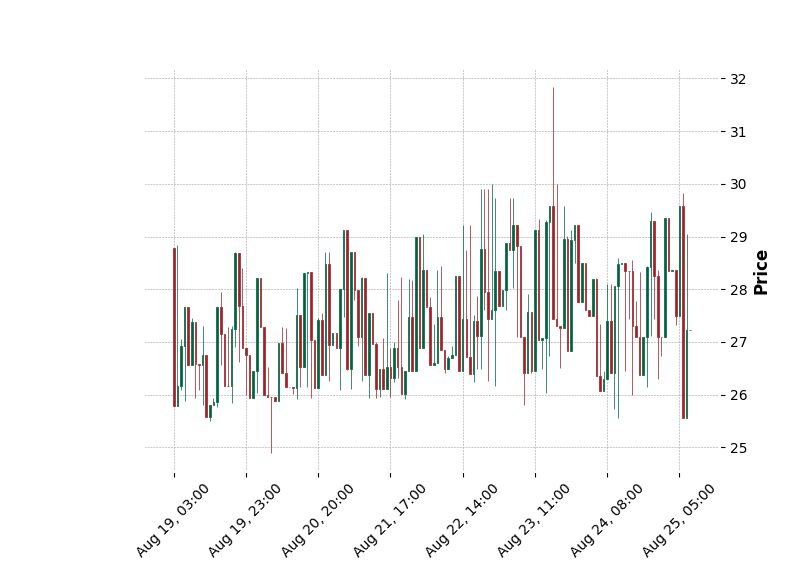 32
31
30
29
28
27
26
25
Price
Aug 19, 03:00
Aug 19, 23:00
Aug 20, 20:00
Aug 21, 17:00
Aug 22, 14:00
Aug 23, 11:00
Aug 24, 08:00
Aug 25, 05:00